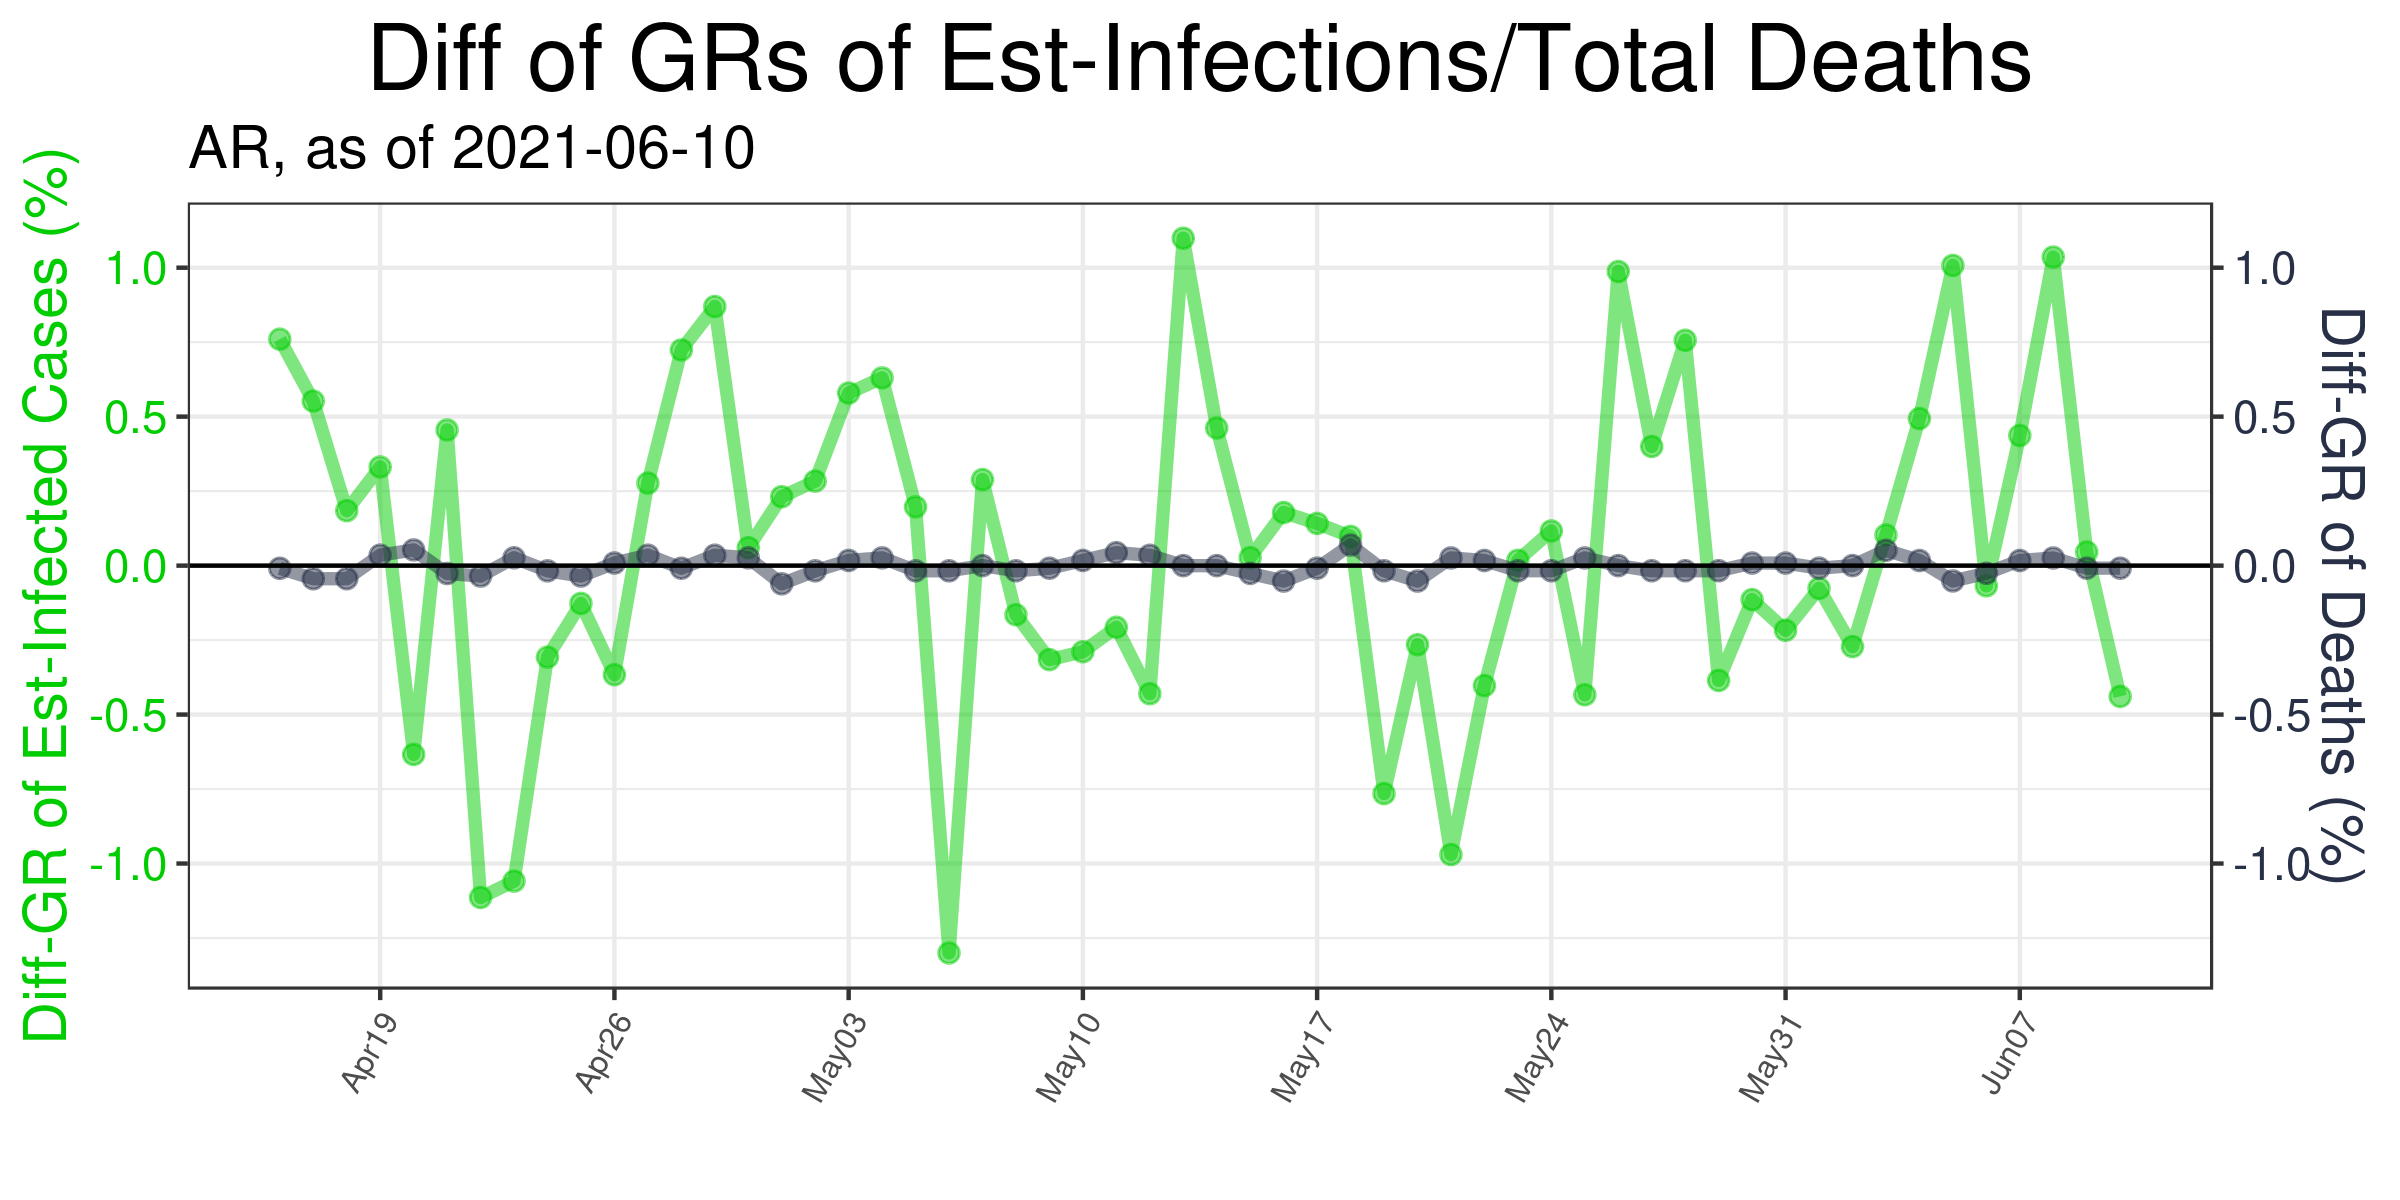 Diff of GRs of Est-Infections/Total Deaths
AR, as of 2021-06-10
Diff-GR of Est-Infected Cases (%)
1.0
0.5
0.0
-0.5
-1.0
1.0
0.5
0.0
-0.5
-1.0
Diff-GR of Deaths (%)
Apr19
Apr26
May03
May10
May17
May24
May31
Jun07